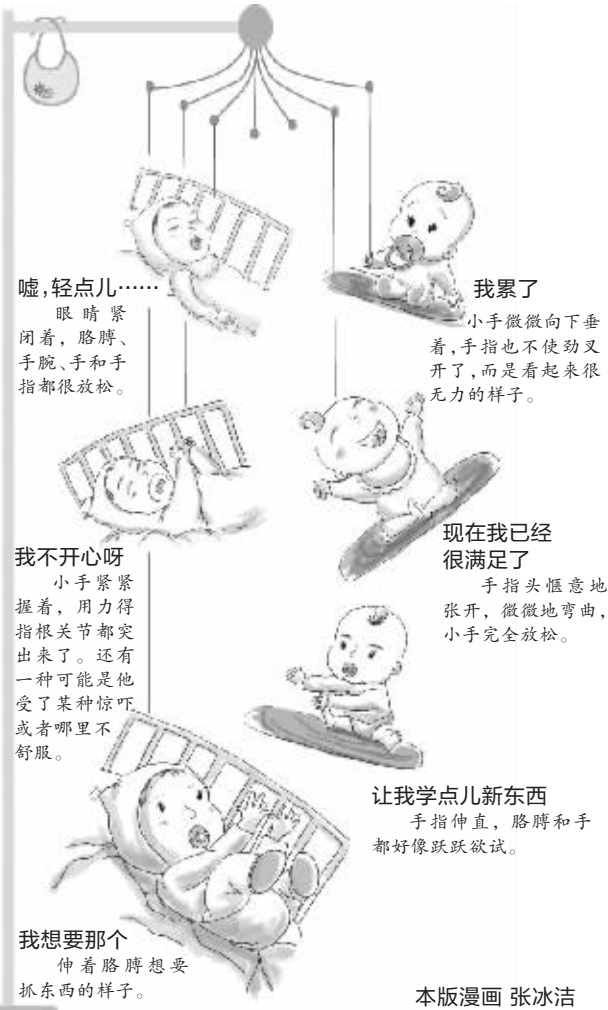 嘘,轻点儿……
眼睛紧
闭着，胳膊、
手腕、手和手
指都很放松。
我累了
小手微微向下垂
着,手指也不使劲叉
开了,而是看起来很
无力的样子。
我不开心呀
小手紧紧
握着，用力得
指根关节都突
出来了。还有
一种可能是他
受了某种惊吓
或者哪里不
舒服。
现在我已经
很满足了
手指头惬意地
张开，微微地弯曲，
小手完全放松。
让我学点儿新东西
手指伸直，胳膊和手
都好像跃跃欲试。
我想要那个
伸着胳膊想要
抓东西的样子。
本版漫画 张冰洁